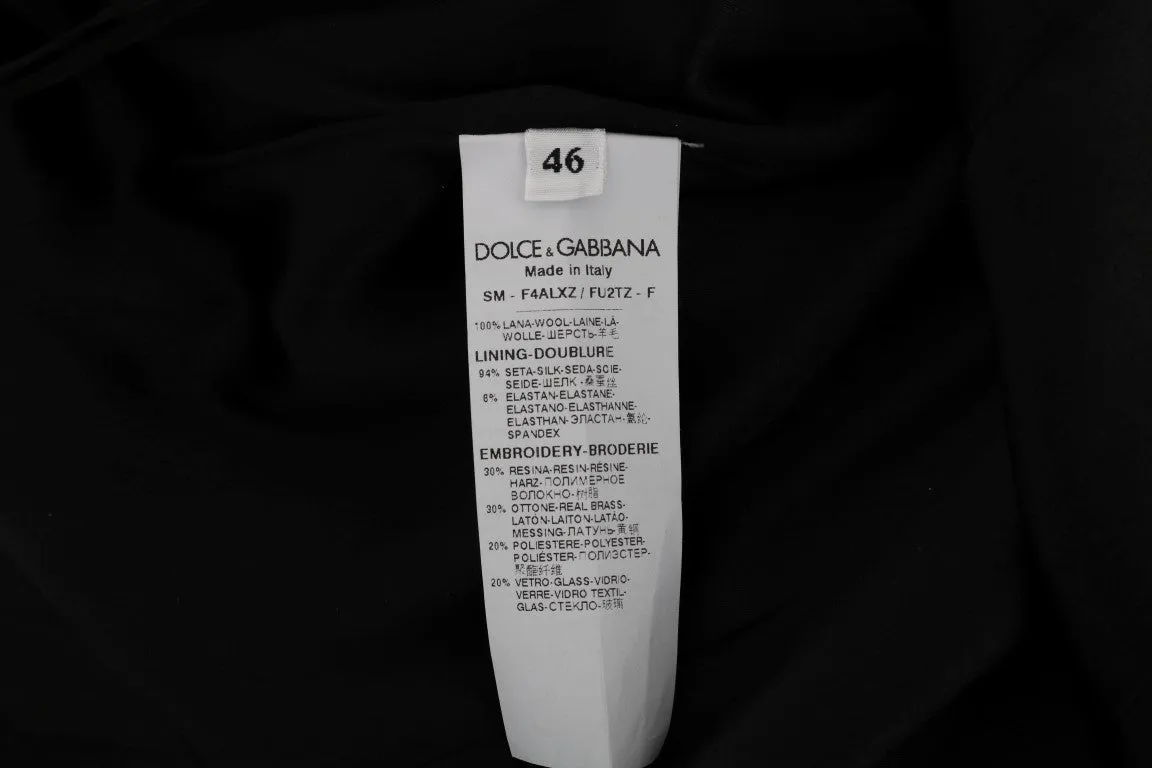 46
DOLCE & GABBANA
Made in Italy
SM - F4ALXZ / FU2TZ - F
100% LANA-WOOL-LAINE-LÃ-
WOLLE-ШЕРСТЬ-羊毛
LINING-DOUBLURE
94% SETA-SILK-SEDA-SOIE-
SEIDE-ШЕЛК-桑蚕丝
6% ELASTAN-ELASTANE-
ELASTANO-ELASTHANNE-
ELASTHAN-ЭЛАСТАН-氨纶-
SPANDEX
EMBROIDERY-BRODERIE
30% RESINA-RESIN-RÉSINE-
HARZ-ПОЛИМЕРНОЕ
ВОЛОКНО-树脂
30% OTTONE-REAL BRASS-
LATÓN-LAITON-LATAO-
MESSING-ЛАТУНЬ-黄铜
20% POLIESTERE-POLYESTER-
POLIÉSTER-ПОЛИЭСТЕР-
聚酯纤维
20% VETRO-GLASS-VIDRIO-
VERRE-VIDRO TEXTIL-
GLAS-СТЕКЛО-玻璃